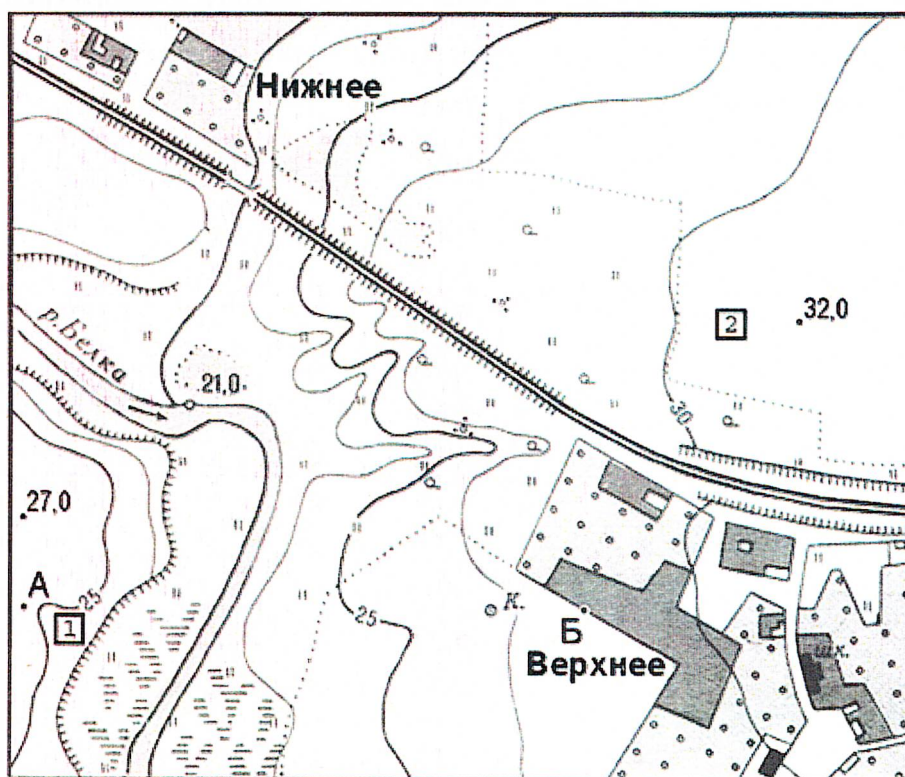 Нижнее
32,0
2
р.Белка
21,0
30
27,0
А
25
1
25
К.
Б
Верхнее
шк.